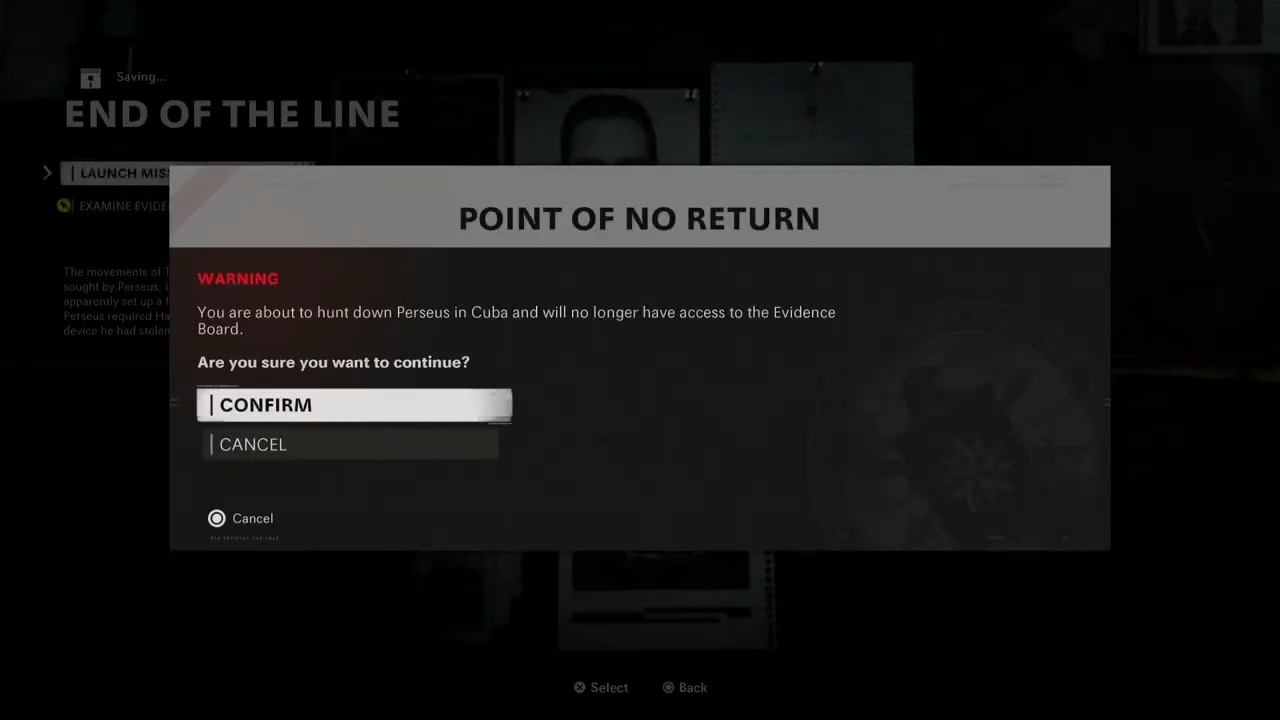 Saving...
END OF THE LINE
LAUNCH MISS
EXAMINE EVIDE
The movements of
sought by Perseus,
apparently set up a
Perseus required Ha
device he had stolen
POINT OF NO RETURN
WARNING
You are about to hunt down Perseus in Cuba and will no longer have access to the Evidence
Board.
Are you sure you want to continue?
CONFIRM
CANCEL
Cancel
Select
Back